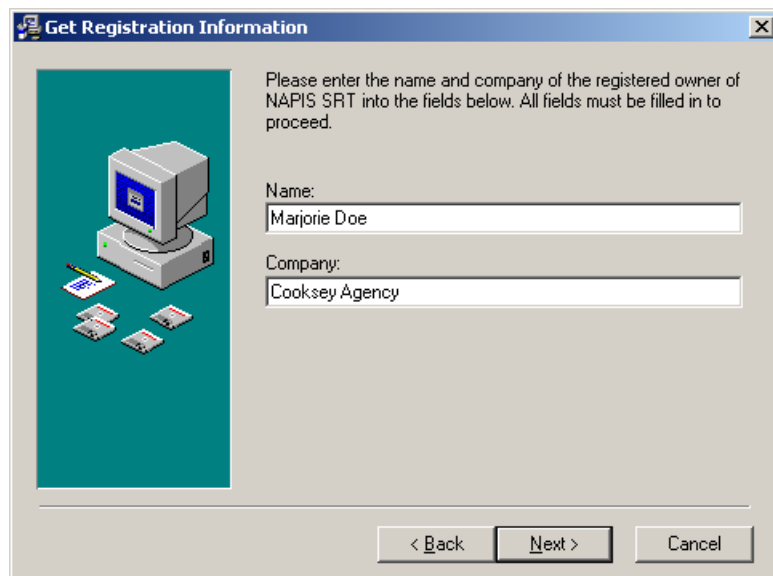 Get Registration Information
Please enter the name and company of the registered owner of
NAPIS SRT into the fields below. All fields must be filled in to
proceed.
Name:
Marjorie Doe
Company:
Cooksey Agency
< Back
Next >
Cancel